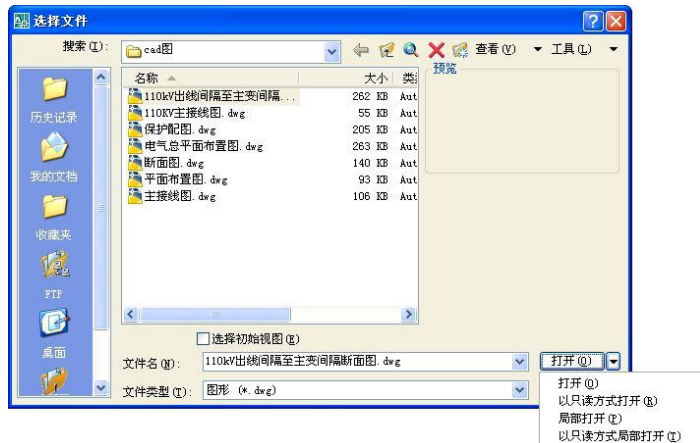 选择文件
搜索(I): cad图 查看(V) 工具(L)
名称 大小 类 预览
110kV出线间隔至主变间隔... 262 KB Aut
110KV主接线图.dwg 55 KB Aut
保护配图.dwg 205 KB Aut
电气总平面布置图.dwg 263 KB Aut
断面图.dwg 140 KB Aut
平面布置图.dwg 93 KB Aut
主接线图.dwg 106 KB Aut
历史记录
我的文档
收藏夹
FTP
桌面
选择初始视图(E)
文件名(N): 110kV出线间隔至主变间隔断面图.dwg 打开(O)
文件类型(T): 图形 (*.dwg)
打开(O)
以只读方式打开(R)
局部打开(P)
以只读方式局部打开(T)